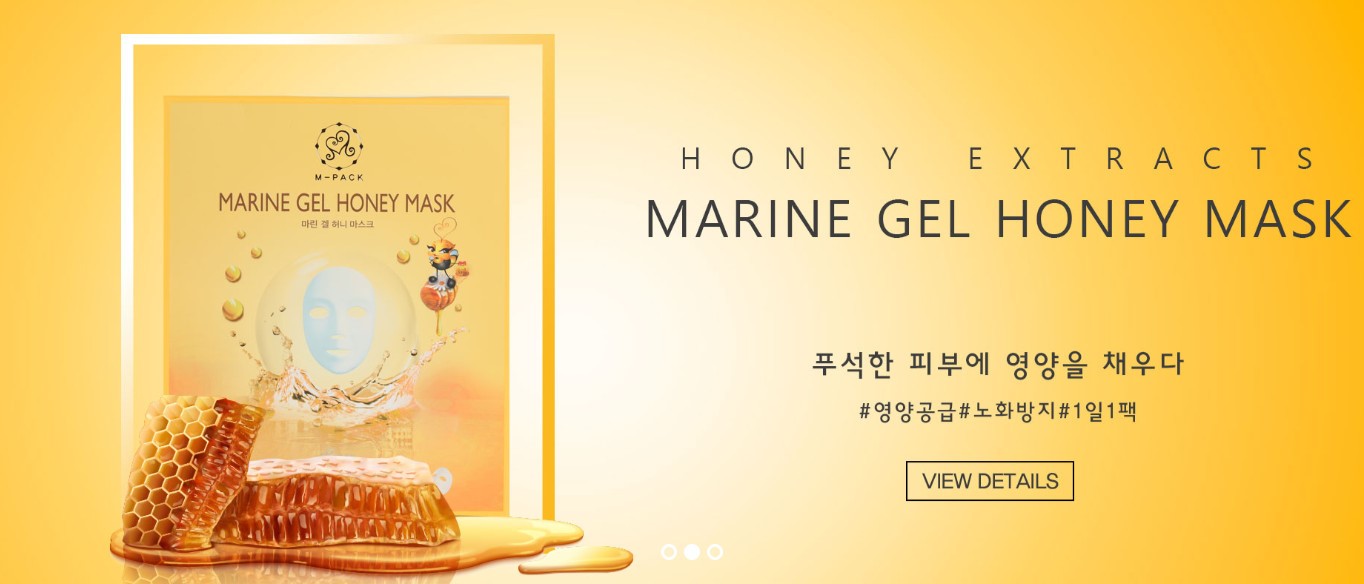 M-PACK
MARINE GEL HONEY MASK
마린 겔 허니 마스크
HONEY EXTRACTS
MARINE GEL HONEY MASK
푸석한 피부에 영양을 채우다
#영양공급#노화방지#1일1팩
VIEW DETAILS